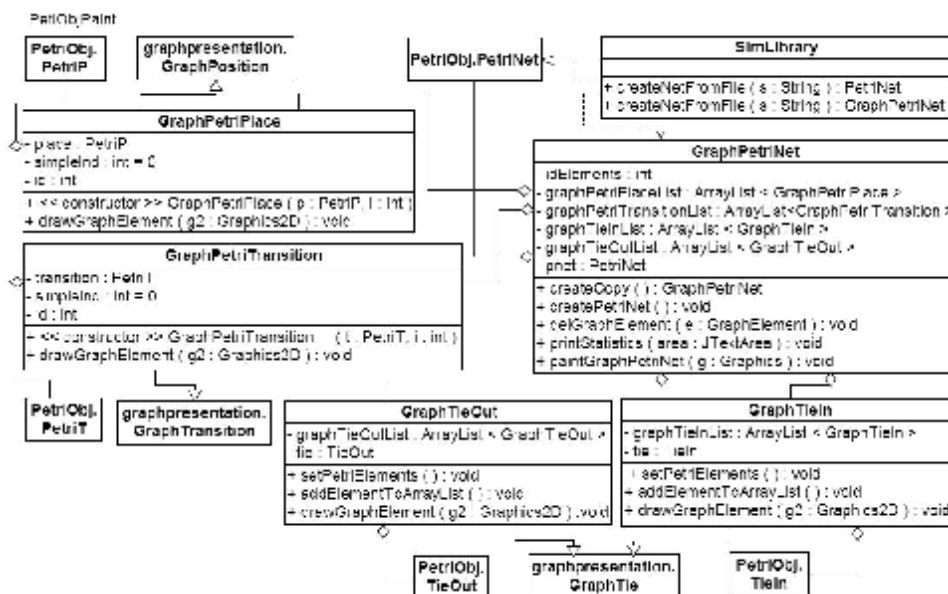 PetriObjPaint
PetriObj.
PetriP
graphpresentation.
GraphPosition
PetriObj.PetriNet
SimLibrary
+ createNetFromFile ( s : String ) : PetriNet
+ createNetFromFile ( s : String ) : GraphPetriNet
GraphPetriPlace
- place : PetriP
- simpleInd : int = 0
- id : int
+ << constructor >> GraphPetriPlace ( p : PetriP, i : int )
+ drawGraphElement ( g2 : Graphics2D ) : void
GraphPetriNet
idElements : int
- graphPetriPlaceList : ArrayList < GraphPetriPlace >
- graphPetriTransitionList : ArrayList<GraphPetriTransition >
- graphTieInList : ArrayList < GraphTieIn >
- graphTieOutList : ArrayList < GraphTieOut >
pnet : PetriNet
+ createCopy ( ) : GraphPetriNet
+ createPetriNet ( ) : void
+ delGraphElement ( e : GraphElement ) : void
+ printStatistics ( area : JTextArea ) : void
+ paintGraphPetriNet ( g : Graphics ) : void
GraphPetriTransition
- transition : PetriT
- simpleInd : int = 0
- id : int
+ << constructor >> GraphPetriTransition ( t : PetriT, i : int )
+ drawGraphElement ( g2 : Graphics2D ) : void
PetriObj.
PetriT
graphpresentation.
GraphTransition
GraphTieOut
- graphTieOutList : ArrayList < GraphTieOut >
tie : TieOut
+ setPetriElements ( ) : void
+ addElementToArrayList ( ) : void
+ drawGraphElement ( g2 : Graphics2D ) : void
GraphTieIn
- graphTieInList : ArrayList < GraphTieIn >
- tie : TieIn
+ setPetriElements ( ) : void
+ addElementToArrayList ( ) : void
+ drawGraphElement ( g2 : Graphics2D ) : void
PetriObj.
TieOut
graphpresentation.
GraphTie
PetriObj.
TieIn